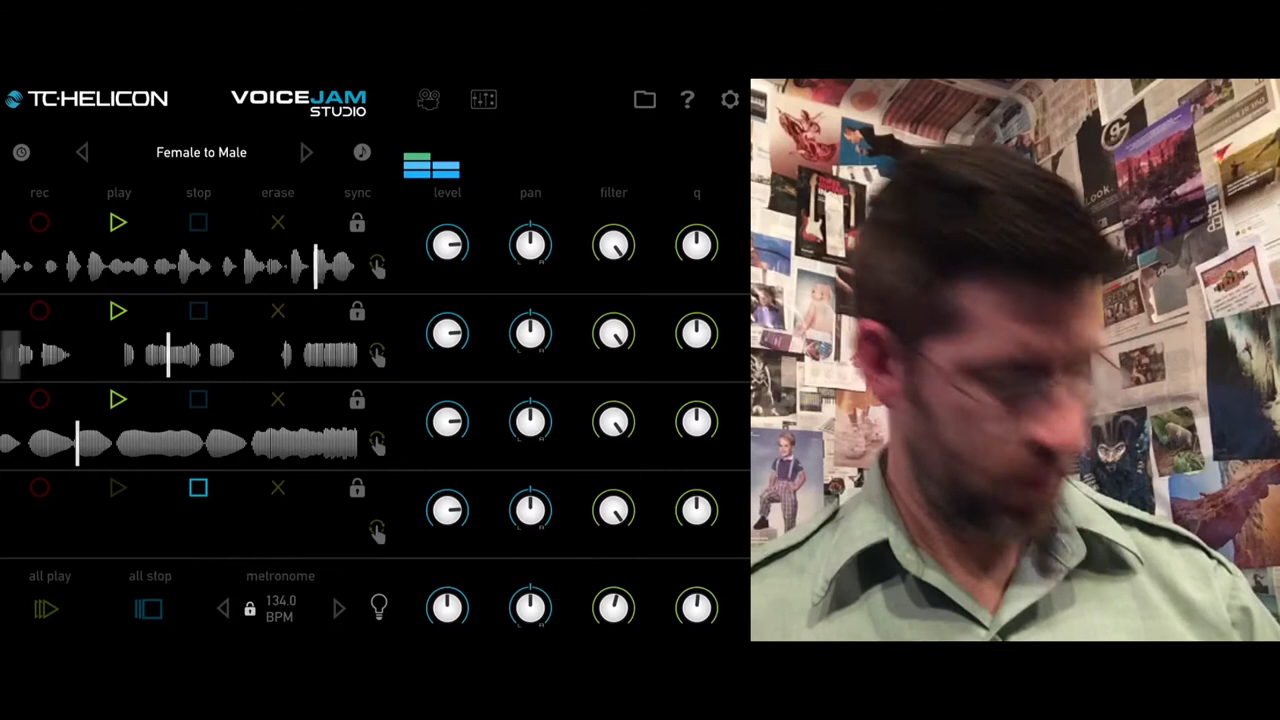 TC·HELICON
VOICEJAM
STUDIO
?
Female to Male
rec play stop erase sync level pan filter q
L R
L R
L R
L R
all play all stop metronome
134.0
BPM
L R
Look.